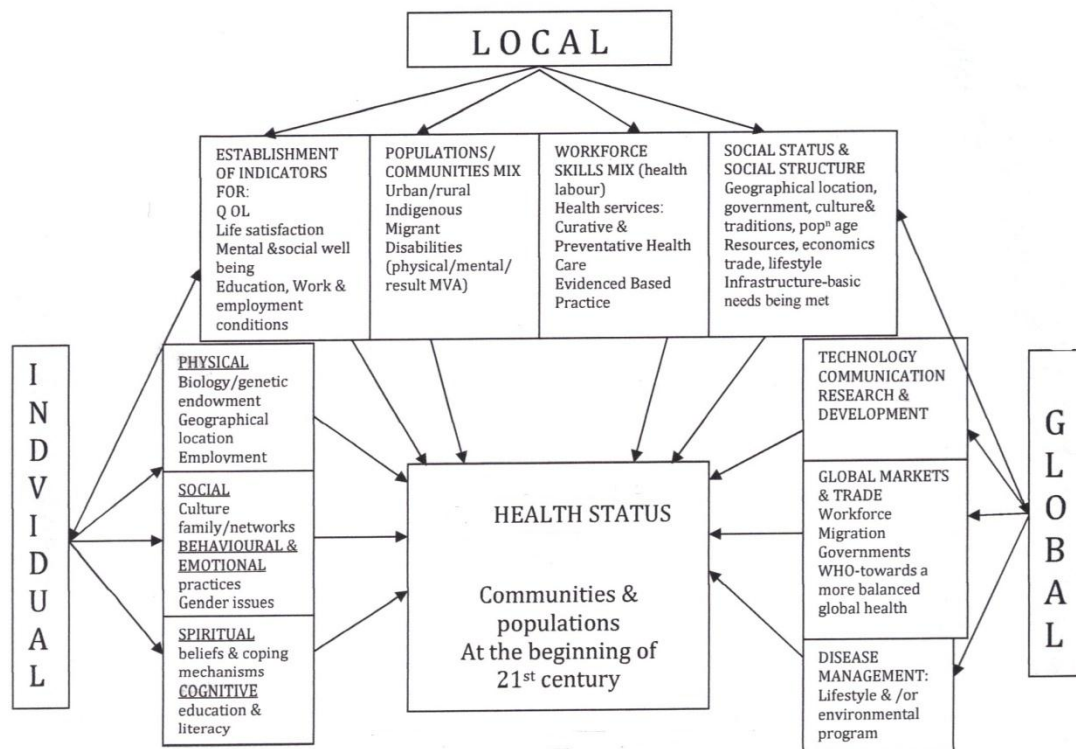 LOCAL
ESTABLISHMENT
OF INDICATORS
FOR:
Q OL
Life satisfaction
Mental &social well
being
Education, Work &
employment
conditions
POPULATIONS/
COMMUNITIES MIX
Urban/rural
Indigenous
Migrant
Disabilities
(physical/mental/
result MVA)
WORKFORCE
SKILLS MIX (health
labour)
Health services:
Curative &
Preventative Health
Care
Evidenced Based
Practice
SOCIAL STATUS &
SOCIAL STRUCTURE
Geographical location,
government, culture&
traditions, popⁿ age
Resources, economics
trade, lifestyle
Infrastructure-basic
needs being met
INDVIDUAL
PHYSICAL
Biology/genetic
endowment
Geographical
location
Employment
SOCIAL
Culture
family/networks
BEHAVIOURAL &
EMOTIONAL
practices
Gender issues
SPIRITUAL
beliefs & coping
mechanisms
COGNITIVE
education &
literacy
HEALTH STATUS
Communities &
populations
At the beginning of
21st century
TECHNOLOGY
COMMUNICATION
RESEARCH &
DEVELOPMENT
GLOBAL MARKETS
& TRADE
Workforce
Migration
Governments
WHO-towards a
more balanced
global health
DISEASE
MANAGEMENT:
Lifestyle & /or
environmental
program
GLOBAL